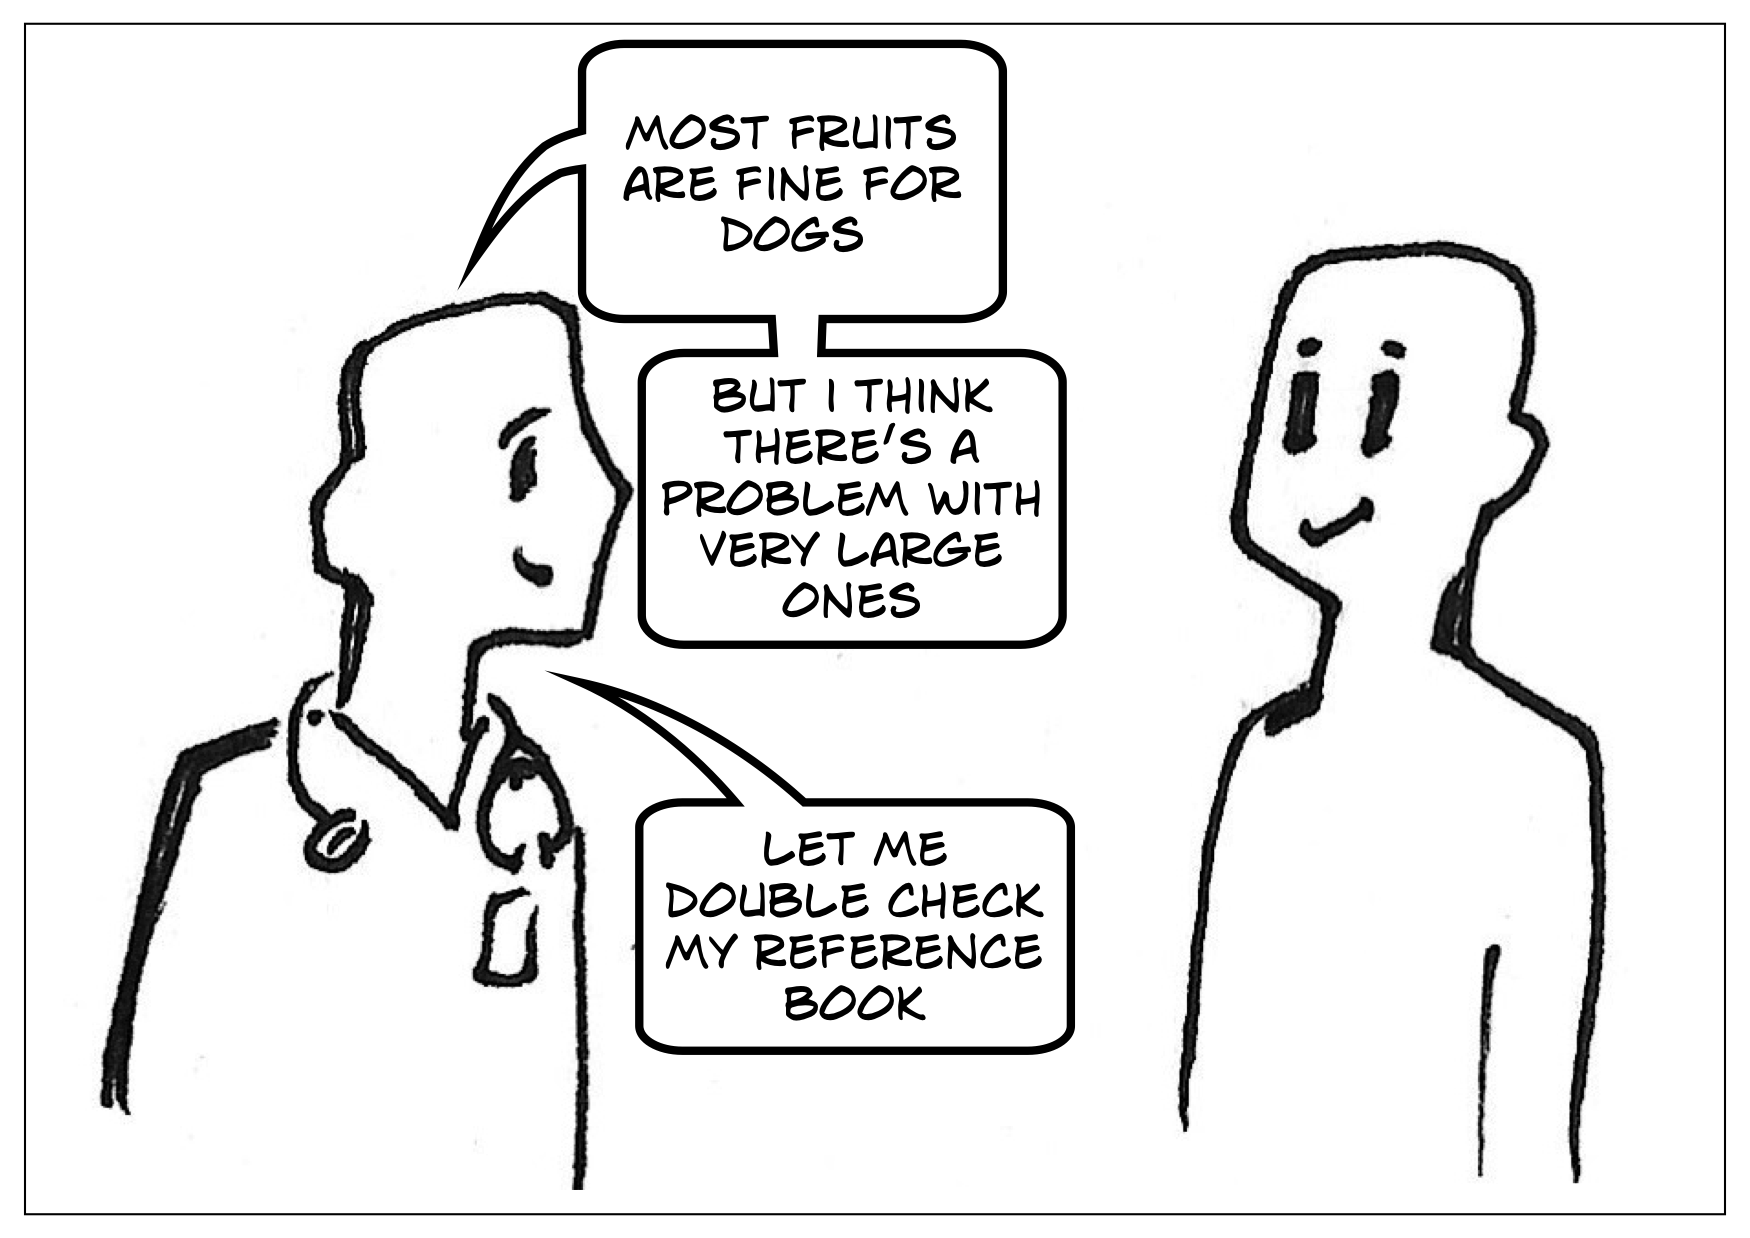 MOST FRUITS
ARE FINE FOR
DOGS
BUT I THINK
THERE'S A
PROBLEM WITH
VERY LARGE
ONES
LET ME
DOUBLE CHECK
MY REFERENCE
BOOK